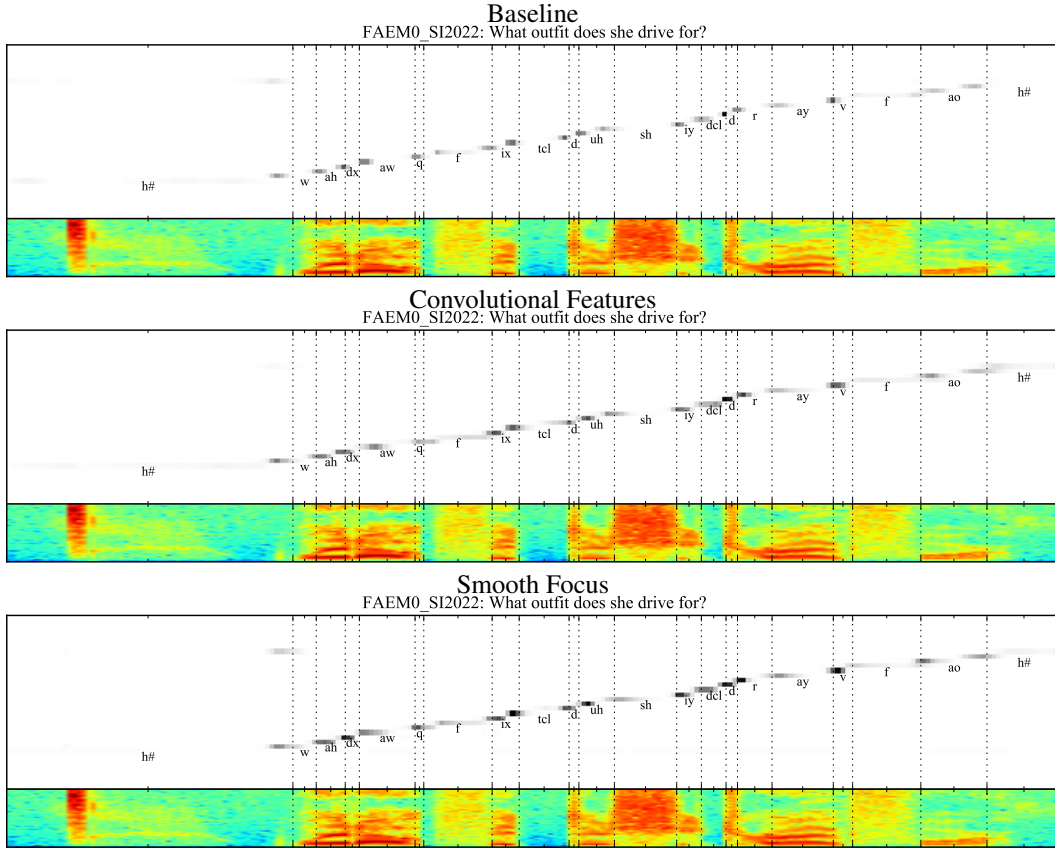 Baseline
FAEM0_SI2022: What outfit does she drive for?
h# w ah dx aw q f ix tcl d uh sh iy dcl d r ay v f ao h#
Convolutional Features
FAEM0_SI2022: What outfit does she drive for?
h# w ah dx aw q f ix tcl d uh sh iy dcl d r ay v f ao h#
Smooth Focus
FAEM0_SI2022: What outfit does she drive for?
h# w ah dx aw q f ix tcl d uh sh iy dcl d r ay v f ao h#